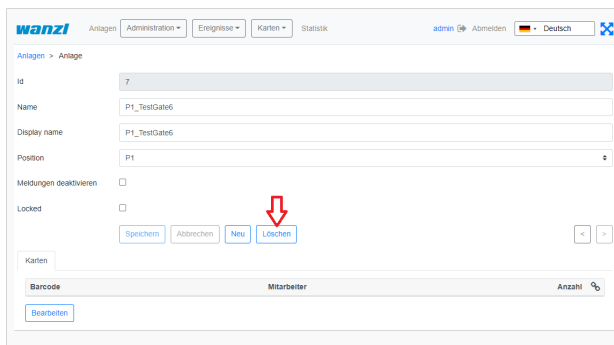 wanzl Anlagen Administration Ereignisse Karten Statistik admin Abmelden Deutsch
Anlagen > Anlage
Id 7
Name P1_TestGate6
Display name P1_TestGate6
Position P1
Meldungen deaktivieren
Locked
Speichern Abbrechen Neu Löschen < >
Karten
Barcode Mitarbeiter Anzahl
Bearbeiten